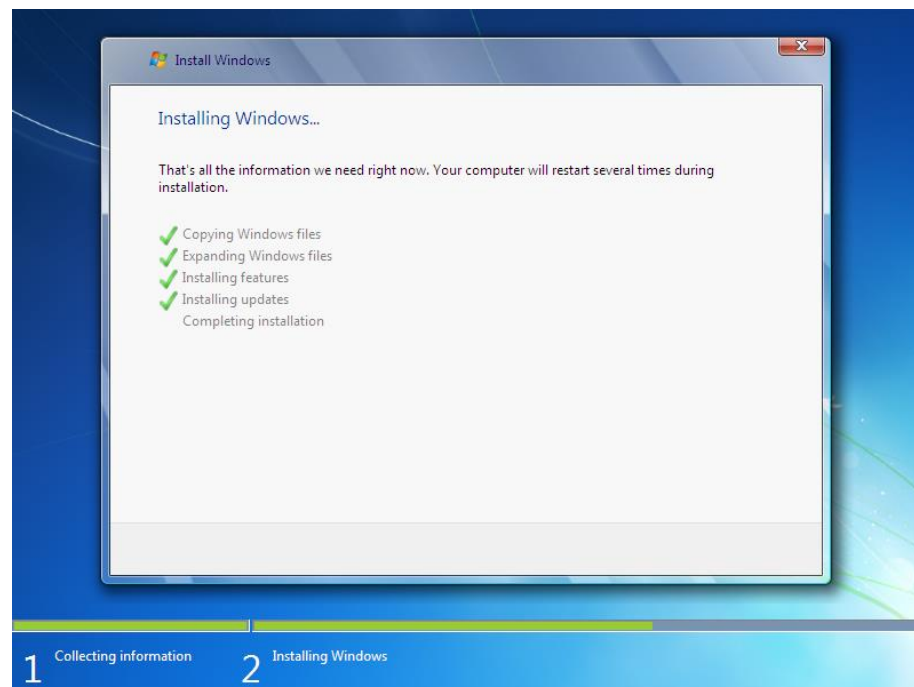 Install Windows
Installing Windows...
That's all the information we need right now. Your computer will restart several times during
installation.
Copying Windows files
Expanding Windows files
Installing features
Installing updates
Completing installation
1 Collecting information 2 Installing Windows